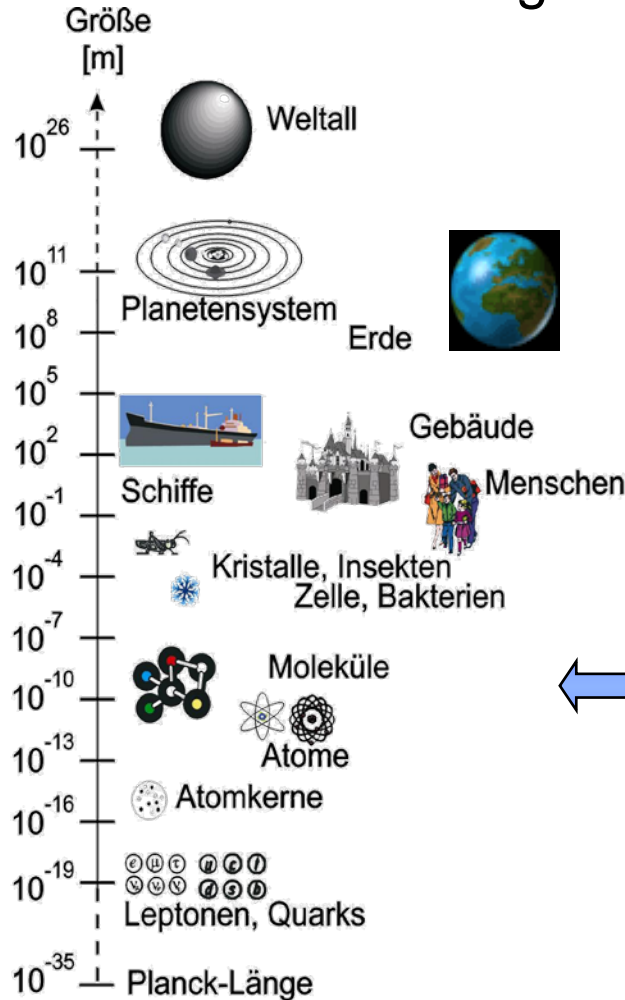 g
Größe
[m]
10^26
Weltall
10^11
Planetensystem
10^8
Erde
10^5
Gebäude
10^2
Menschen
Schiffe
10^-1
Kristalle, Insekten
10^-4
Zelle, Bakterien
10^-7
Moleküle
10^-10
Atome
10^-13
Atomkerne
10^-16
e μ τ u c t
10^-19
d s b
Leptonen, Quarks
10^-35
Planck-Länge